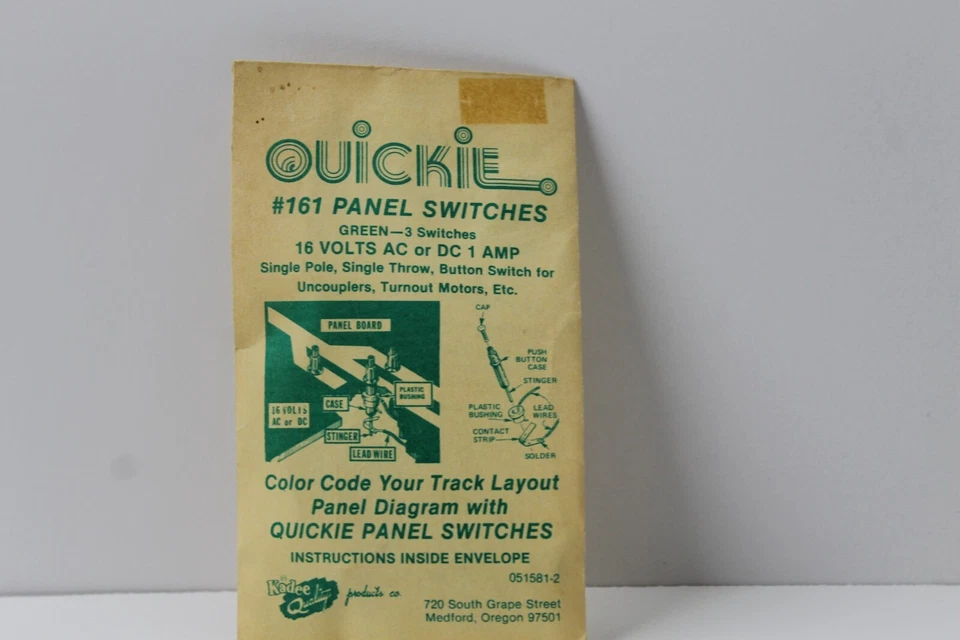 QUICKIE
#161 PANEL SWITCHES
GREEN—3 Switches
16 VOLTS AC or DC 1 AMP
Single Pole, Single Throw, Button Switch for
Uncouplers, Turnout Motors, Etc.
PANEL BOARD
PLASTIC
BUSHING
CASE
16 VOLTS
AC or DC
STINGER
LEAD WIRE
CAP
PUSH
BUTTON
CASE
STINGER
PLASTIC
BUSHING
LEAD
WIRES
CONTACT
STRIP
SOLDER
Color Code Your Track Layout
Panel Diagram with
QUICKIE PANEL SWITCHES
INSTRUCTIONS INSIDE ENVELOPE
051581-2
Kadee
Quality
products co.
720 South Grape Street
Medford, Oregon 97501